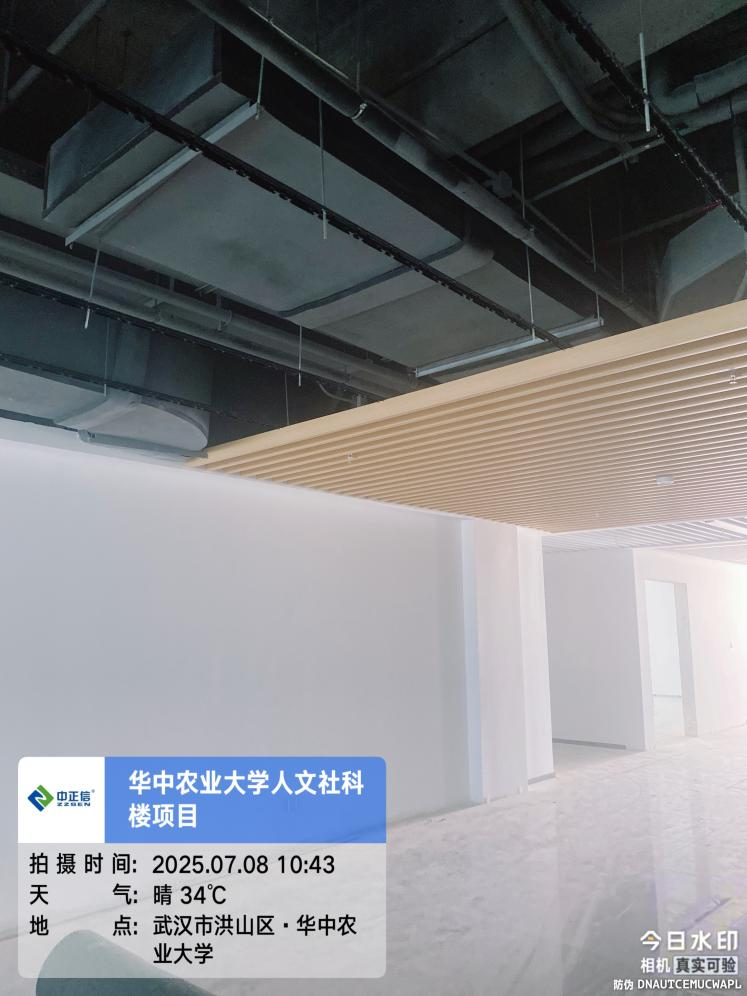 中正信
ZZSEN
华中农业大学人文社科
楼项目
拍摄时间: 2025.07.08 10:43
天气: 晴 34℃
地点: 武汉市洪山区·华中农
业大学
今日水印
相机 真实可验
防伪 DNAUTCEMUCWAPL